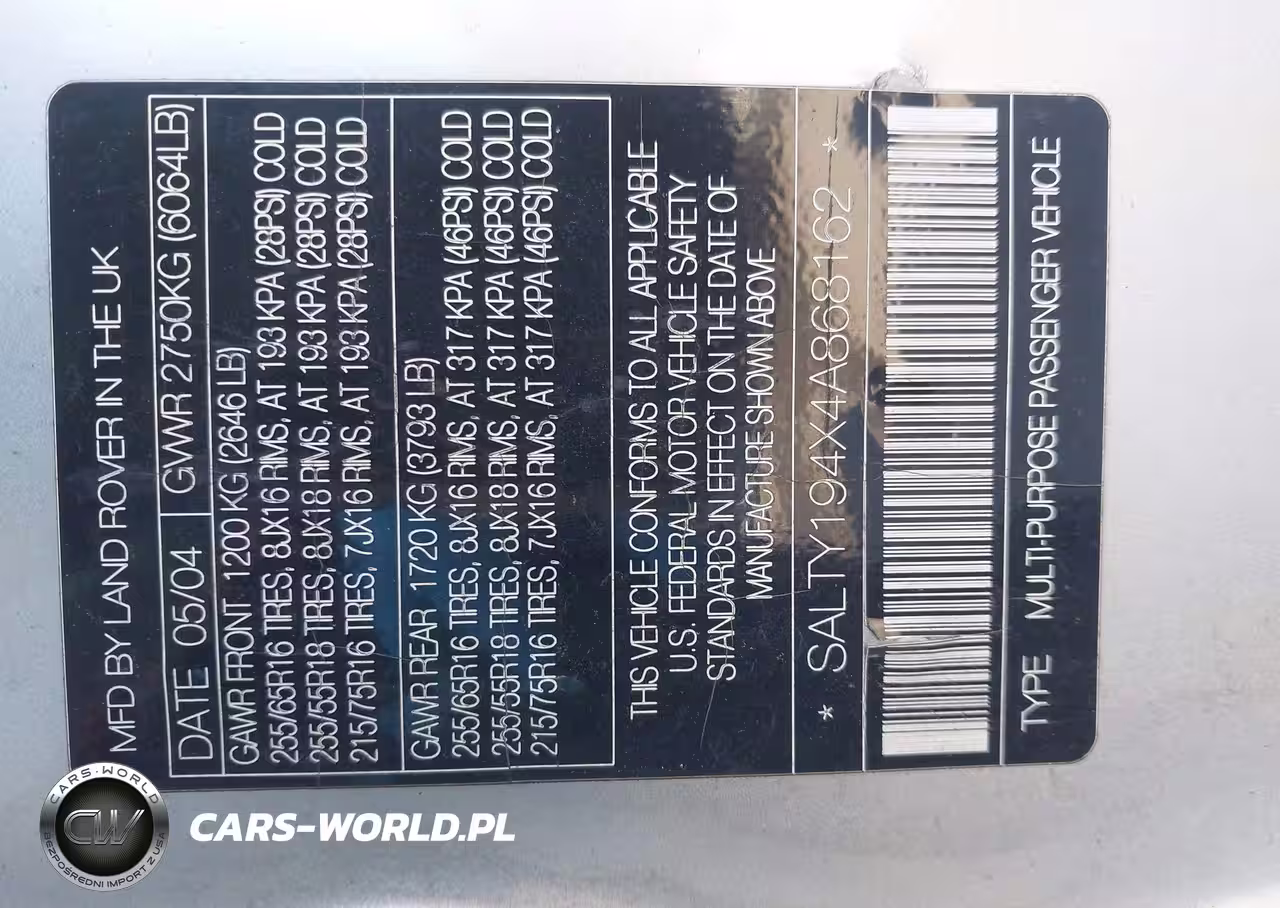 MFD BY LAND ROVER IN THE UK
DATE 05/04 GVWR 2750KG (6064LB)
GAWR FRONT 1200 KG (2646 LB)
255/65R16 TIRES, 8JX16 RIMS, AT 193 KPA (28PSI) COLD
255/55R18 TIRES, 8JX18 RIMS, AT 193 KPA (28PSI) COLD
215/75R16 TIRES, 7JX16 RIMS, AT 193 KPA (28PSI) COLD
GAWR REAR 1720 KG (3793 LB)
255/65R16 TIRES, 8JX16 RIMS, AT 317 KPA (46PSI) COLD
255/55R18 TIRES, 8JX18 RIMS, AT 317 KPA (46PSI) COLD
215/75R16 TIRES, 7JX16 RIMS, AT 317 KPA (46PSI) COLD
THIS VEHICLE CONFORMS TO ALL APPLICABLE
U.S. FEDERAL MOTOR VEHICLE SAFETY
STANDARDS IN EFFECT ON THE DATE OF
MANUFACTURE SHOWN ABOVE
* SALTY194X4A868162 *
TYPE MULTI-PURPOSE PASSENGER VEHICLE
CARS-WORLD
CW
BEZPOŚREDNI IMPORT Z USA
CARS-WORLD.PL